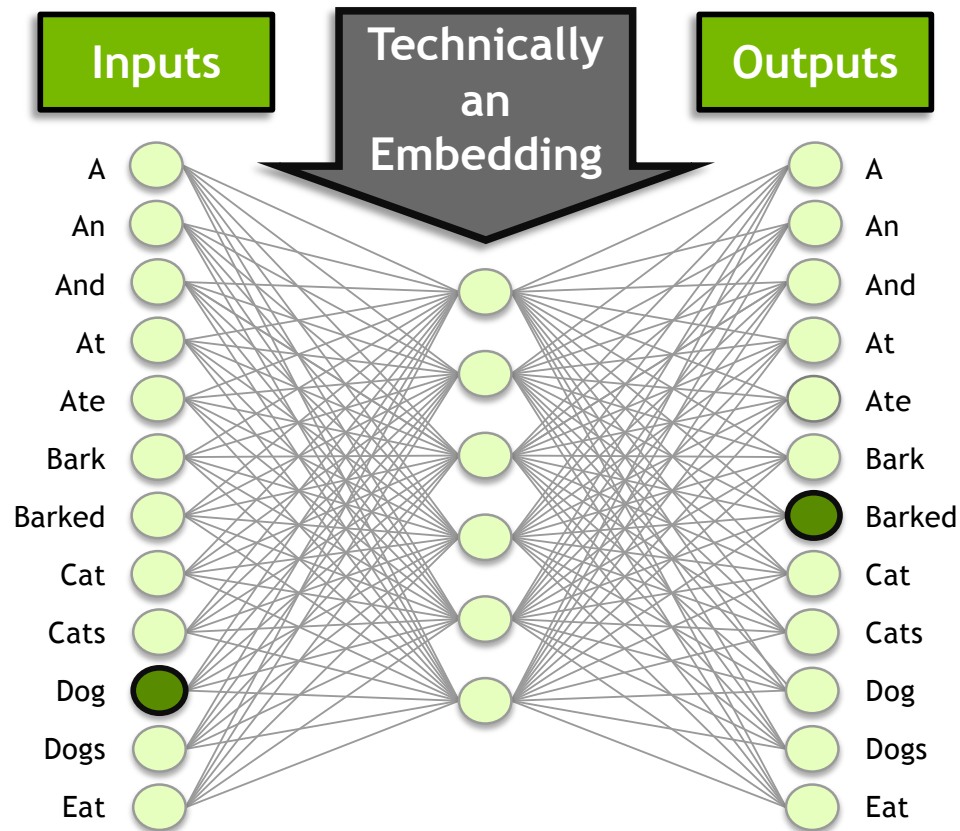 Inputs
Technically
an
Embedding
Outputs
A
An
And
At
Ate
Bark
Barked
Cat
Cats
Dog
Dogs
Eat
A
An
And
At
Ate
Bark
Barked
Cat
Cats
Dog
Dogs
Eat